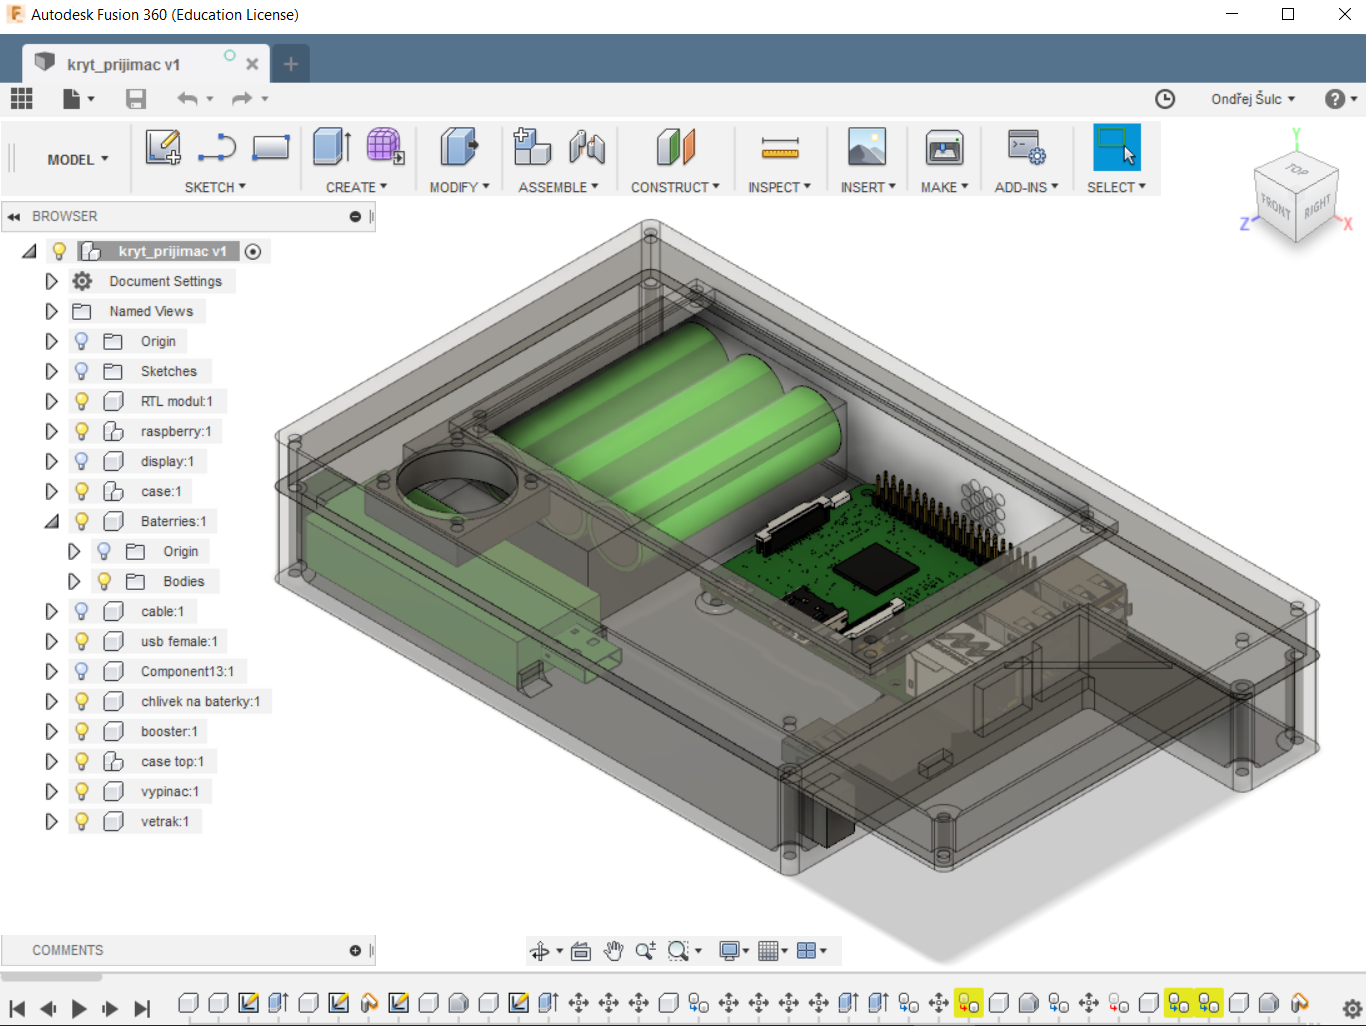 Autodesk Fusion 360 (Education License)
kryt_prijimac v1
Ondřej Šulc
MODEL
SKETCH
CREATE
MODIFY
ASSEMBLE
CONSTRUCT
INSPECT
INSERT
MAKE
ADD-INS
SELECT
Y
TOP
FRONT
RIGHT
Z
X
BROWSER
kryt_prijimac v1
Document Settings
Named Views
Origin
Sketches
RTL modul:1
raspberry:1
display:1
case:1
Baterries:1
Origin
Bodies
cable:1
usb female:1
Component13:1
chlivek na baterky:1
booster:1
case top:1
vypinac:1
vetrak:1
COMMENTS